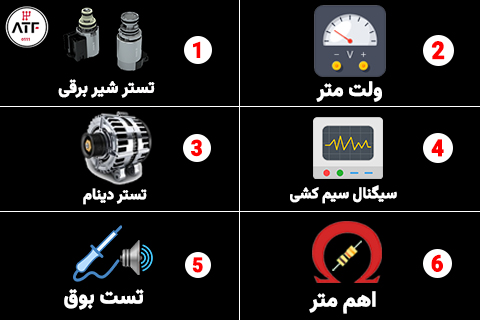 ATF
eitn
1
تستر شیر برقی
2
- V +
ولت متر
3
تستر دینام
4
سیگنال سیم کشی
5
تست بوق
6
اهم متر